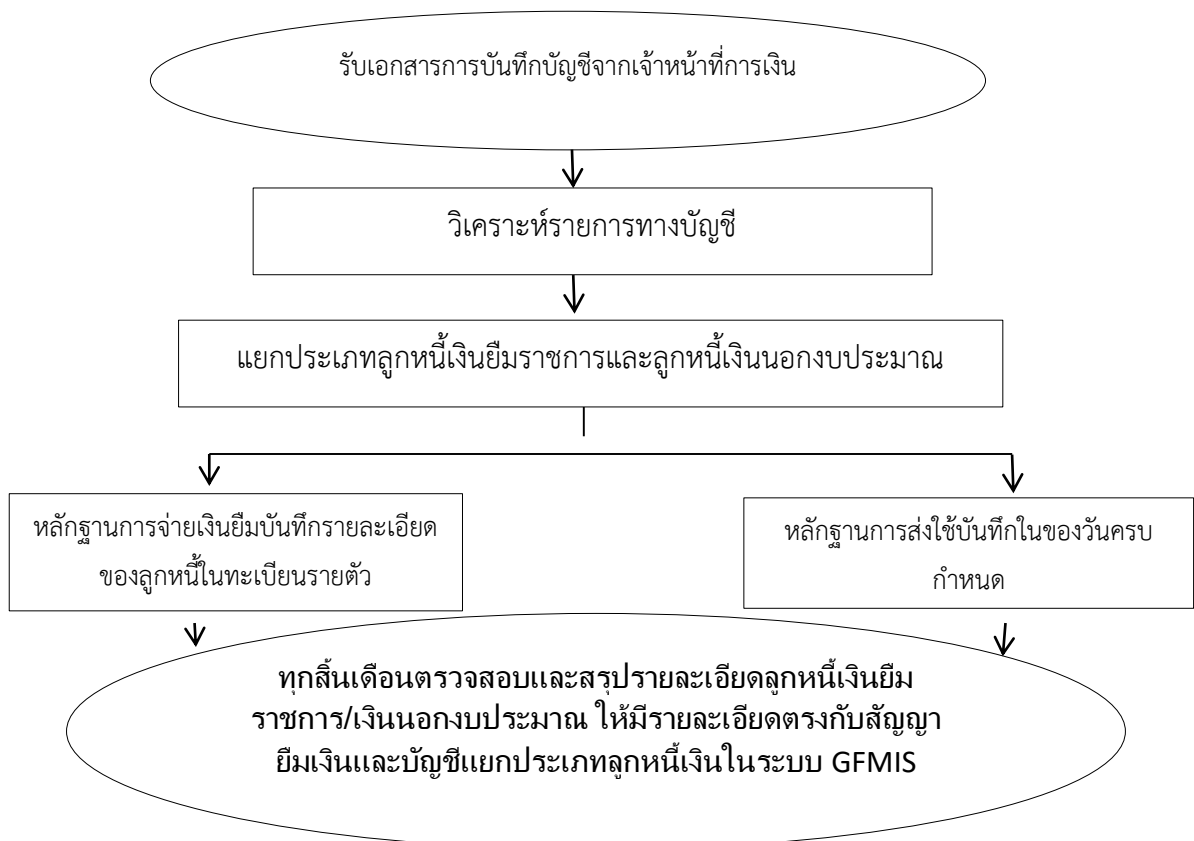 รับเอกสารการบันทึกบัญชีจากเจ้าหน้าที่การเงิน
วิเคราะห์รายการทางบัญชี
แยกประเภทลูกหนี้เงินยืมราชการและลูกหนี้เงินนอกงบประมาณ
หลักฐานการจ่ายเงินยืมบันทึกรายละเอียด
ของลูกหนี้ในทะเบียนรายตัว
หลักฐานการส่งใช้บันทึกในของวันครบ
กำหนด
ทุกสิ้นเดือนตรวจสอบและสรุปรายละเอียดลูกหนี้เงินยืม
ราชการ/เงินนอกงบประมาณ ให้มีรายละเอียดตรงกับสัญญา
ยืมเงินและบัญชีแยกประเภทลูกหนี้เงินในระบบ GFMIS